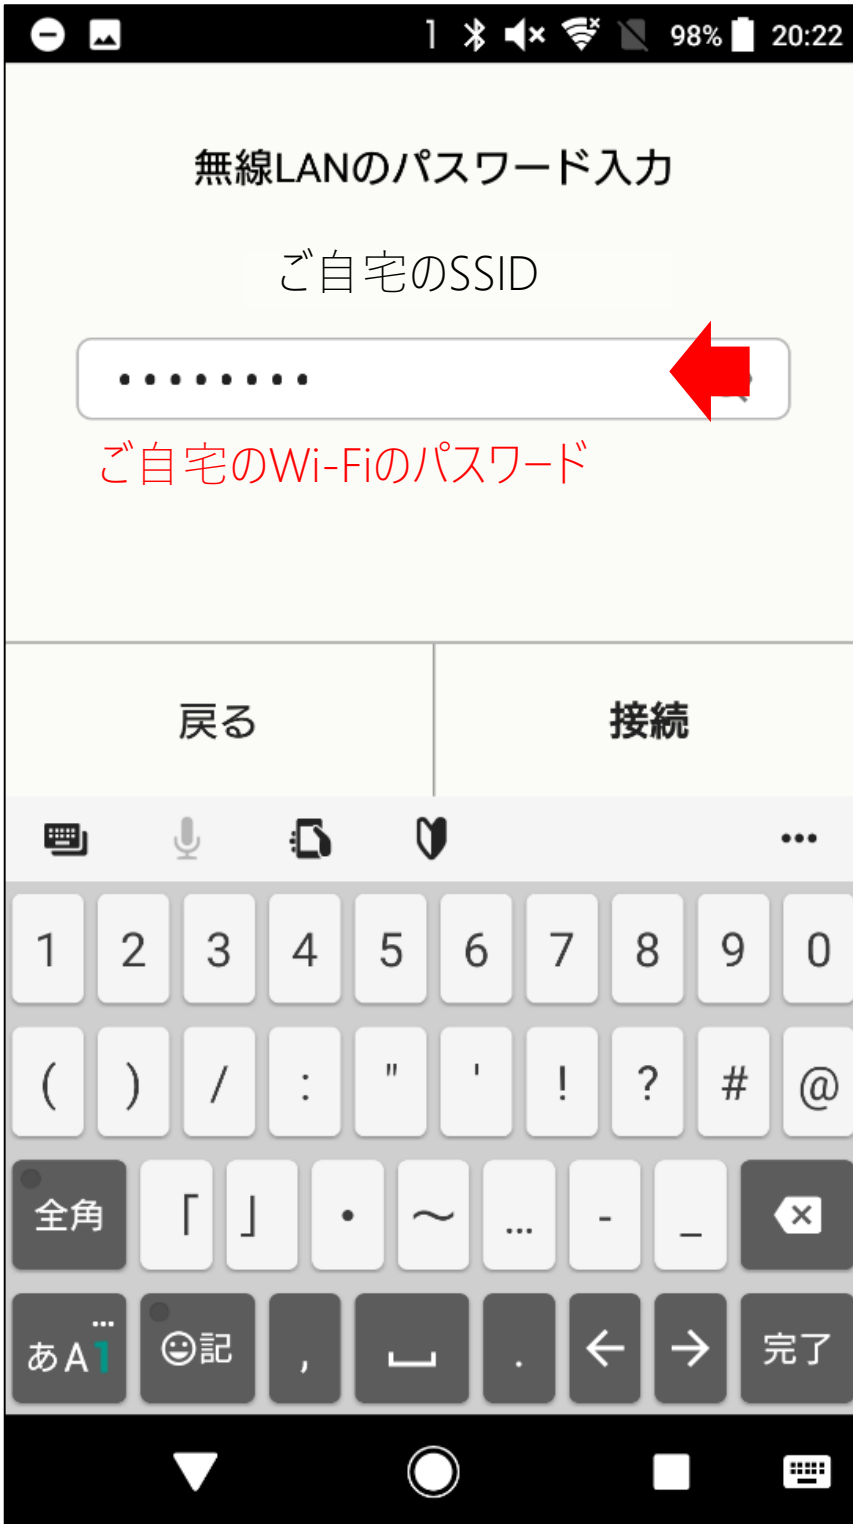 1 98% 20:22
無線LANのパスワード入力
ご自宅のSSID
••••••••
ご自宅のWi-Fiのパスワード
戻る 接続
1 2 3 4 5 6 7 8 9 0
( ) / : " ' ! ? # @
全角 「 」 ・ ～ … - _
あA1 記 , . ← → 完了